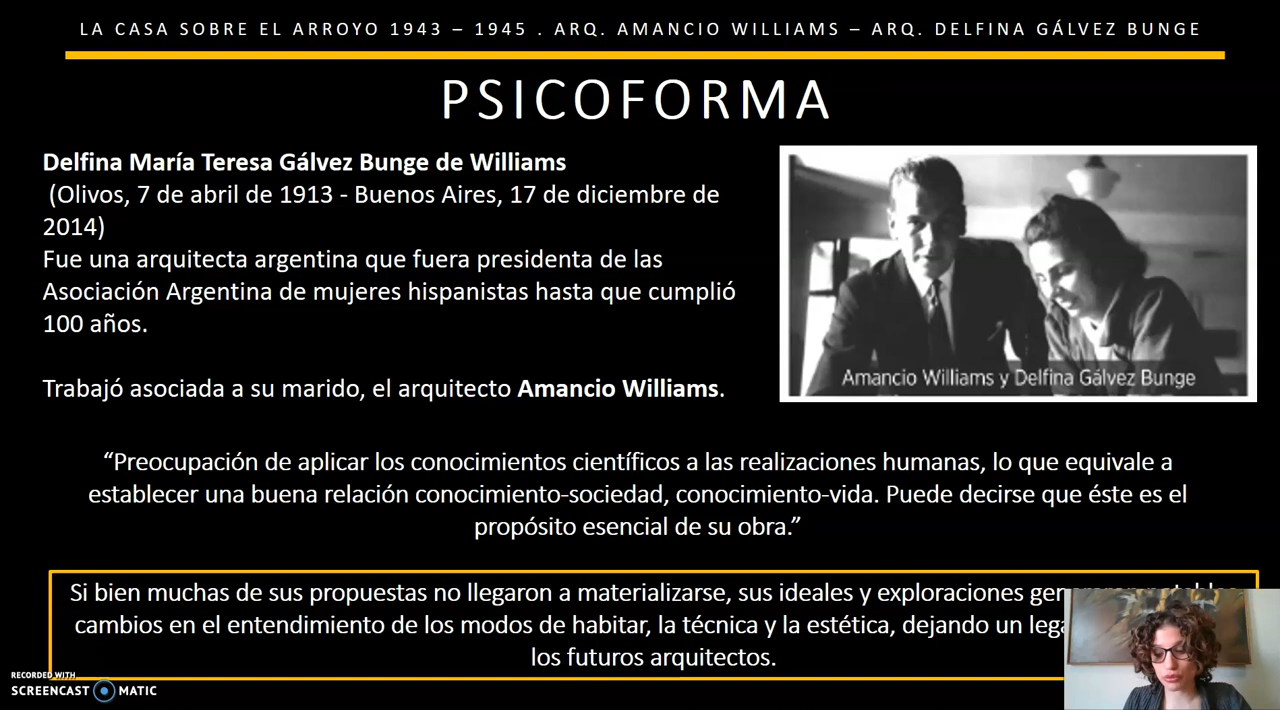 LA CASA SOBRE EL ARROYO 1943 – 1945 . ARQ. AMANCIO WILLIAMS – ARQ. DELFINA GÁLVEZ BUNGE
PSICOFORMA
Delfina María Teresa Gálvez Bunge de Williams
(Olivos, 7 de abril de 1913 - Buenos Aires, 17 de diciembre de
2014)
Fue una arquitecta argentina que fuera presidenta de las
Asociación Argentina de mujeres hispanistas hasta que cumplió
100 años.
Trabajó asociada a su marido, el arquitecto Amancio Williams.
Amancio Williams y Delfina Gálvez Bunge
“Preocupación de aplicar los conocimientos científicos a las realizaciones humanas, lo que equivale a
establecer una buena relación conocimiento-sociedad, conocimiento-vida. Puede decirse que éste es el
propósito esencial de su obra.”
Si bien muchas de sus propuestas no llegaron a materializarse, sus ideales y exploraciones
cambios en el entendimiento de los modos de habitar, la técnica y la estética, dejando un
los futuros arquitectos.
RECORDED WITH
SCREENCAST MATIC